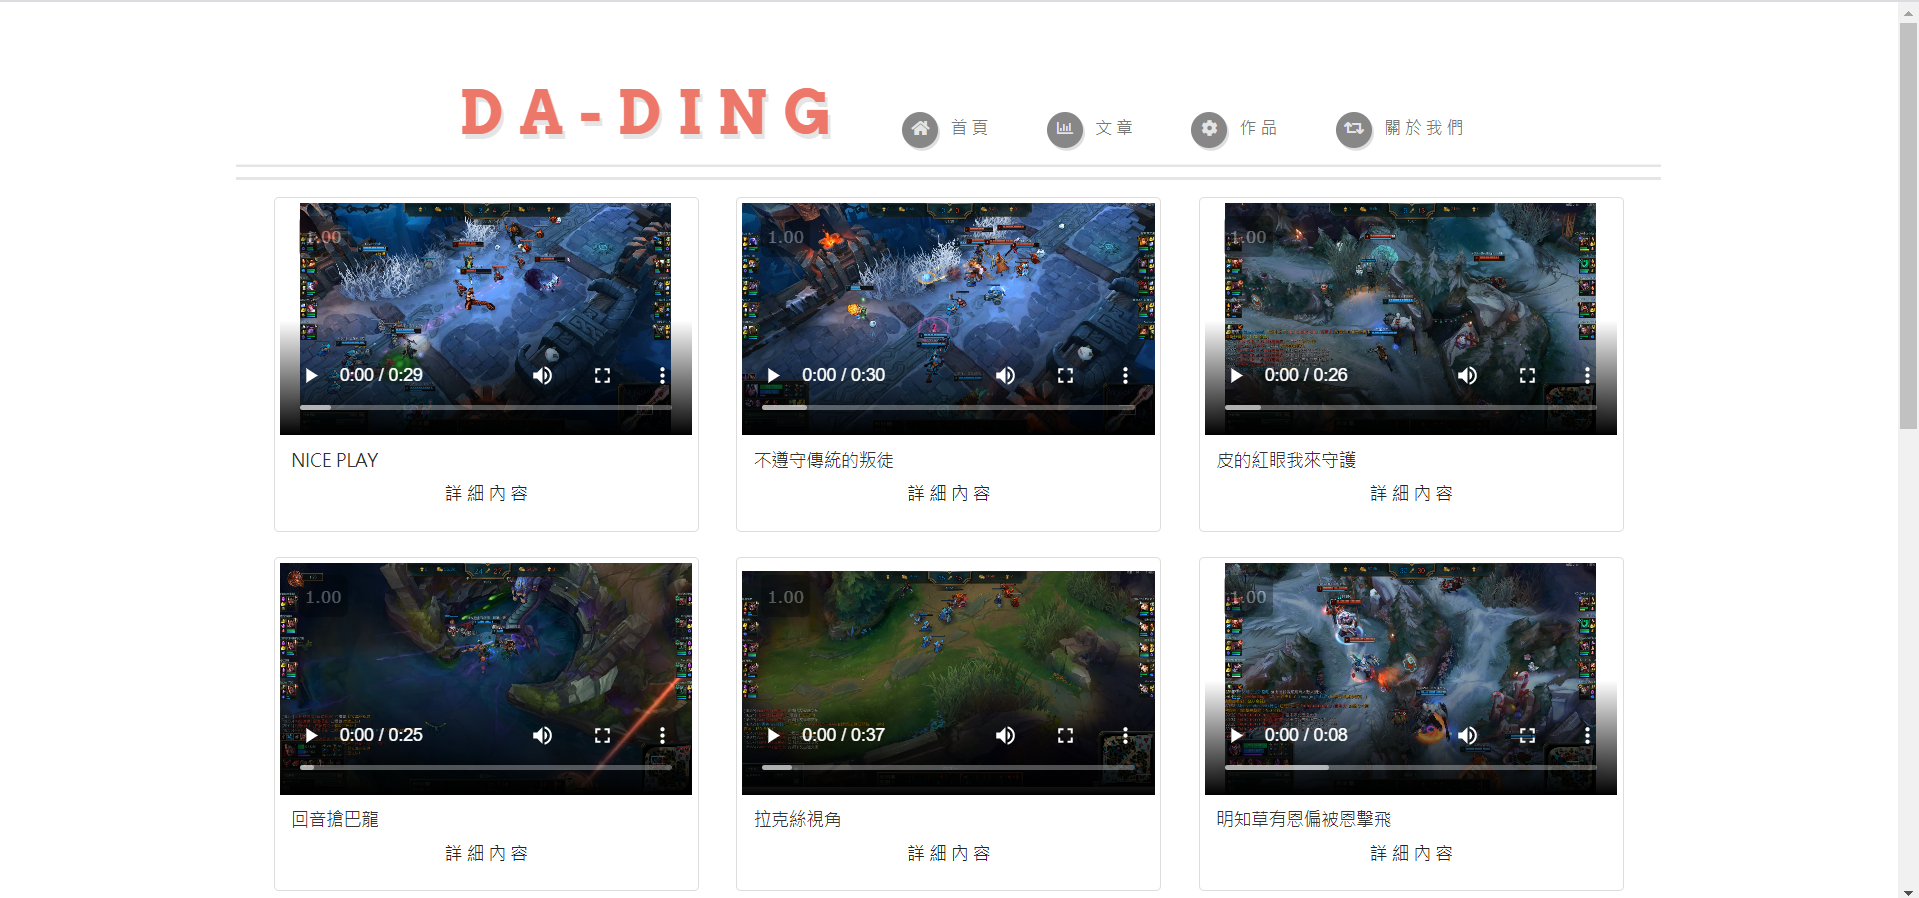 DA-DING
首頁
文章
作品
關於我們
1.00
0:00 / 0:29
NICE PLAY
詳細內容
1.00
0:00 / 0:30
不遵守傳統的叛徒
詳細內容
1.00
0:00 / 0:26
皮的紅眼我來守護
詳細內容
1.00
0:00 / 0:25
回音搶巴龍
詳細內容
1.00
0:00 / 0:37
拉克絲視角
詳細內容
1.00
0:00 / 0:08
明知草有恩偏被恩擊飛
詳細內容